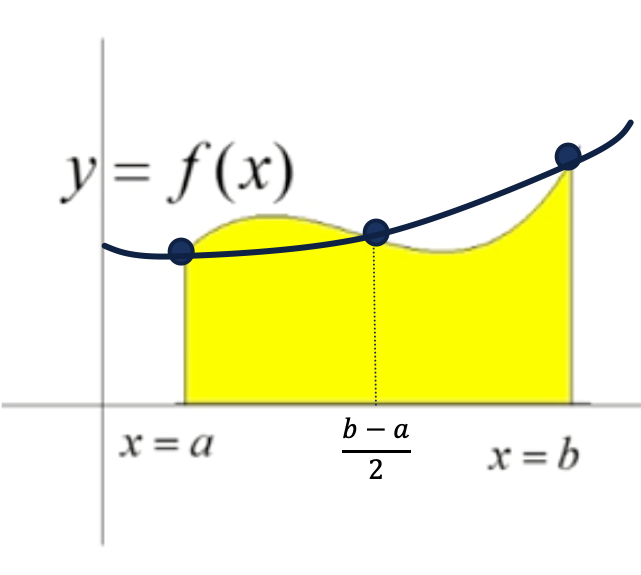 y = f(x)
x = a
b − a
2
x = b